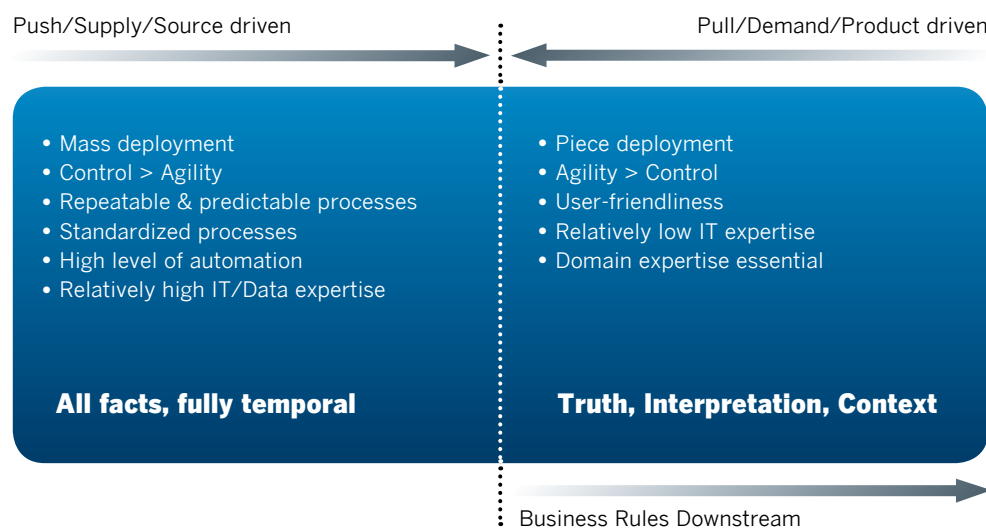 Push/Supply/Source driven
Pull/Demand/Product driven
• Mass deployment
• Control > Agility
• Repeatable & predictable processes
• Standardized processes
• High level of automation
• Relatively high IT/Data expertise
All facts, fully temporal
• Piece deployment
• Agility > Control
• User-friendliness
• Relatively low IT expertise
• Domain expertise essential
Truth, Interpretation, Context
Business Rules Downstream